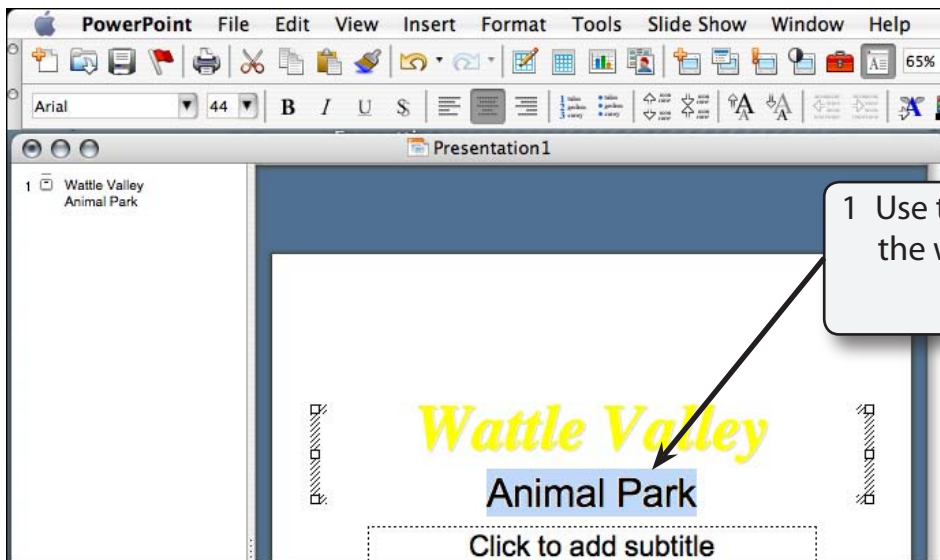 PowerPoint File Edit View Insert Format Tools Slide Show Window Help
65%
Arial 44 B I U S
Presentation1
1 Wattle Valley
Animal Park
1 Use
the
Wattle Valley
Animal Park
Click to add subtitle